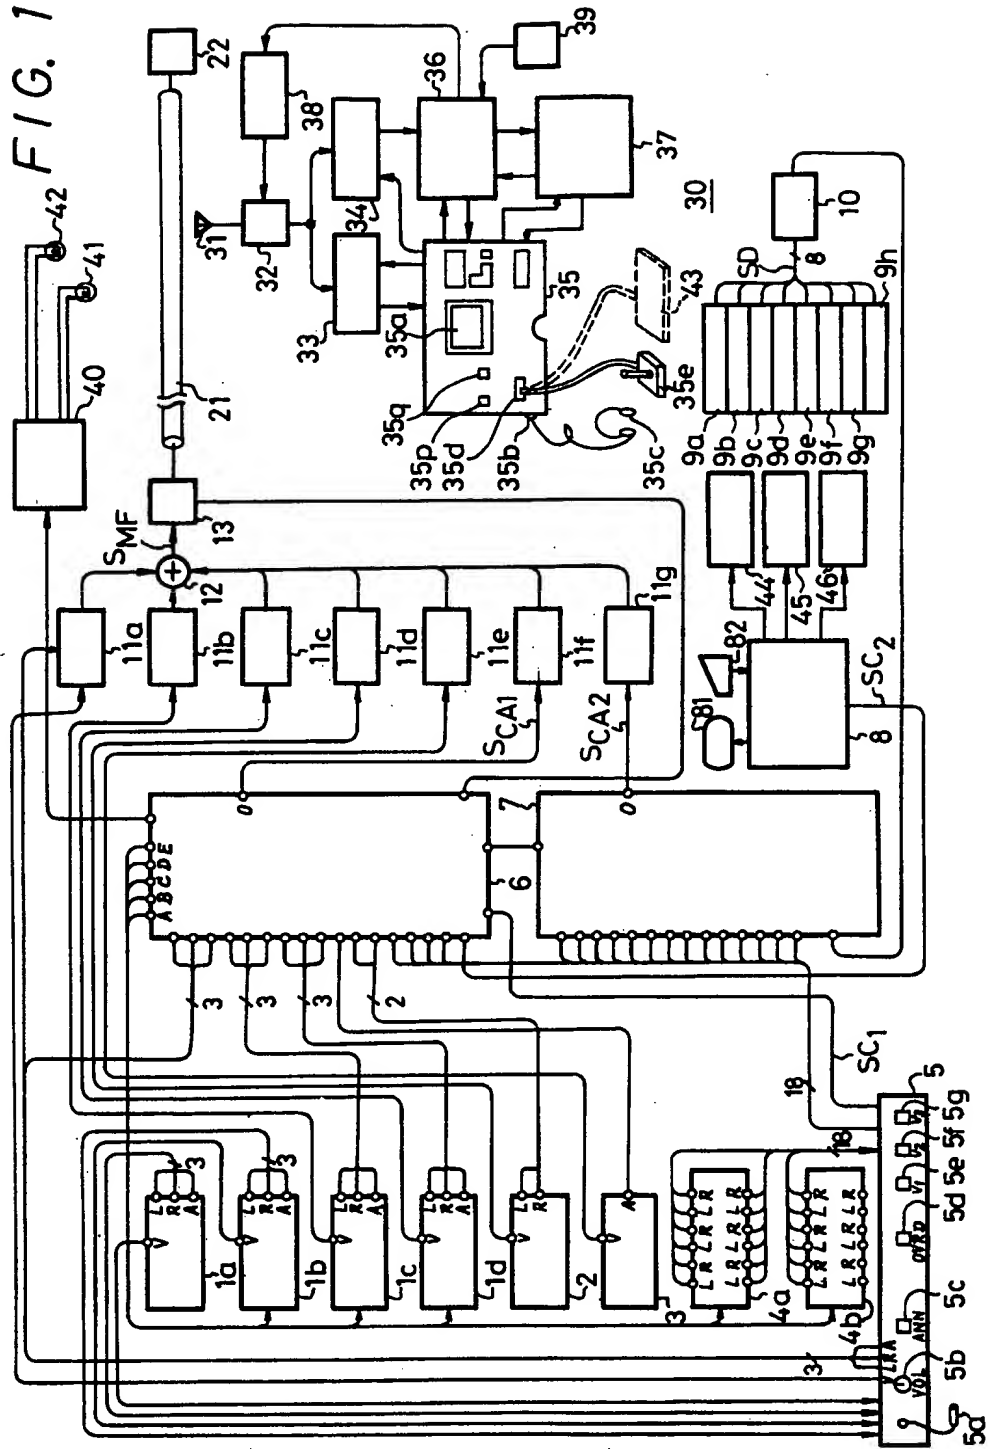 FIG. 1
22
42
41
40
21
13
SMF
12
11a
11b
11c
11d
11e
11f
11g
SCA1
SCA2
39
36
38
37
34
31
32
33
35a
35
35q
35p
35d
35b
35c
35e
43
30
10
SD
8
9a
9b
9c
9d
9e
9f
9g
9h
44
45
46
81
82
8
SC2
O
O
7
6
A B C D E
3
3
3
2
18
SC1
3
3
V
L
R
A
1a
V
L
R
A
1b
V
L
R
A
1c
V
L
R
A
1d
V
L
R
2
V
A
3
L R L R L R
L R L R L R
4a
L R L R L R
L R L R L R
4b
18
5
V2
5g
5f
V1
5e
OVRD
5d
ANN
5c
V L R A
3
VOL
5b
5a